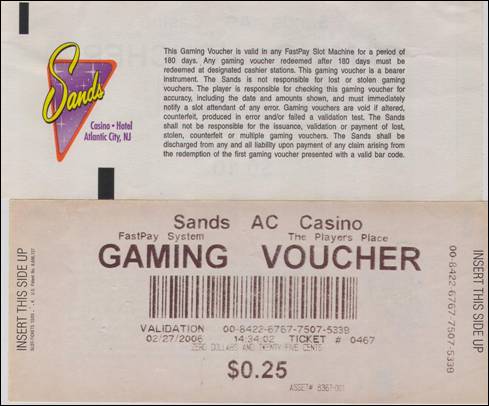 This Gaming Voucher is valid in any FastPay Slot Machine for a period of
180 days. Any gaming voucher redeemed after 180 days must be
redeemed at designated cashier stations. This gaming voucher is a bearer
instrument. The Sands is not responsible for lost or stolen gaming
vouchers. The player is responsible for checking this gaming voucher for
accuracy, including the date and amounts shown, and must immediately
notify a slot attendant of any error. Gaming vouchers are void if altered,
counterfeit, produced in error and/or failed a validation test. The Sands
shall not be responsible for the issuance, validation or payment of lost,
stolen, counterfeit or multiple gaming vouchers. The Sands shall be
discharged from any and all liability upon payment of any claim arising from
the redemption of the first gaming voucher presented with a valid bar code.
Sands
Casino • Hotel
Atlantic City, NJ
INSERT THIS SIDE UP
Sands AC Casino
FastPay System The Players Place
GAMING VOUCHER
VALIDATION 00-8422-6767-7507-5339
02/27/2006 14:34:02 TICKET # 0467
ZERO DOLLARS AND TWENTY FIVE CENTS
$0.25
ASSET# 8367-001
00-8422-6767-7507-5339
INSERT THIS SIDE UP